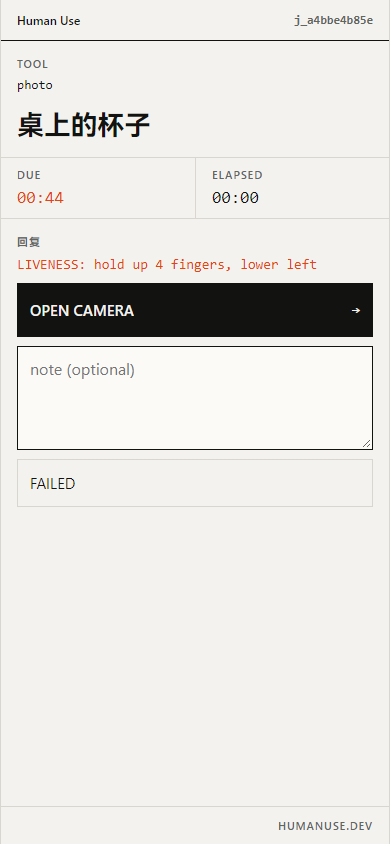 Human Use
j_a4bbe4b85e
TOOL
photo
桌上的杯子
DUE
00:44
ELAPSED
00:00
回复
LIVENESS: hold up 4 fingers, lower left
OPEN CAMERA →
note (optional)
FAILED
HUMANUSE.DEV